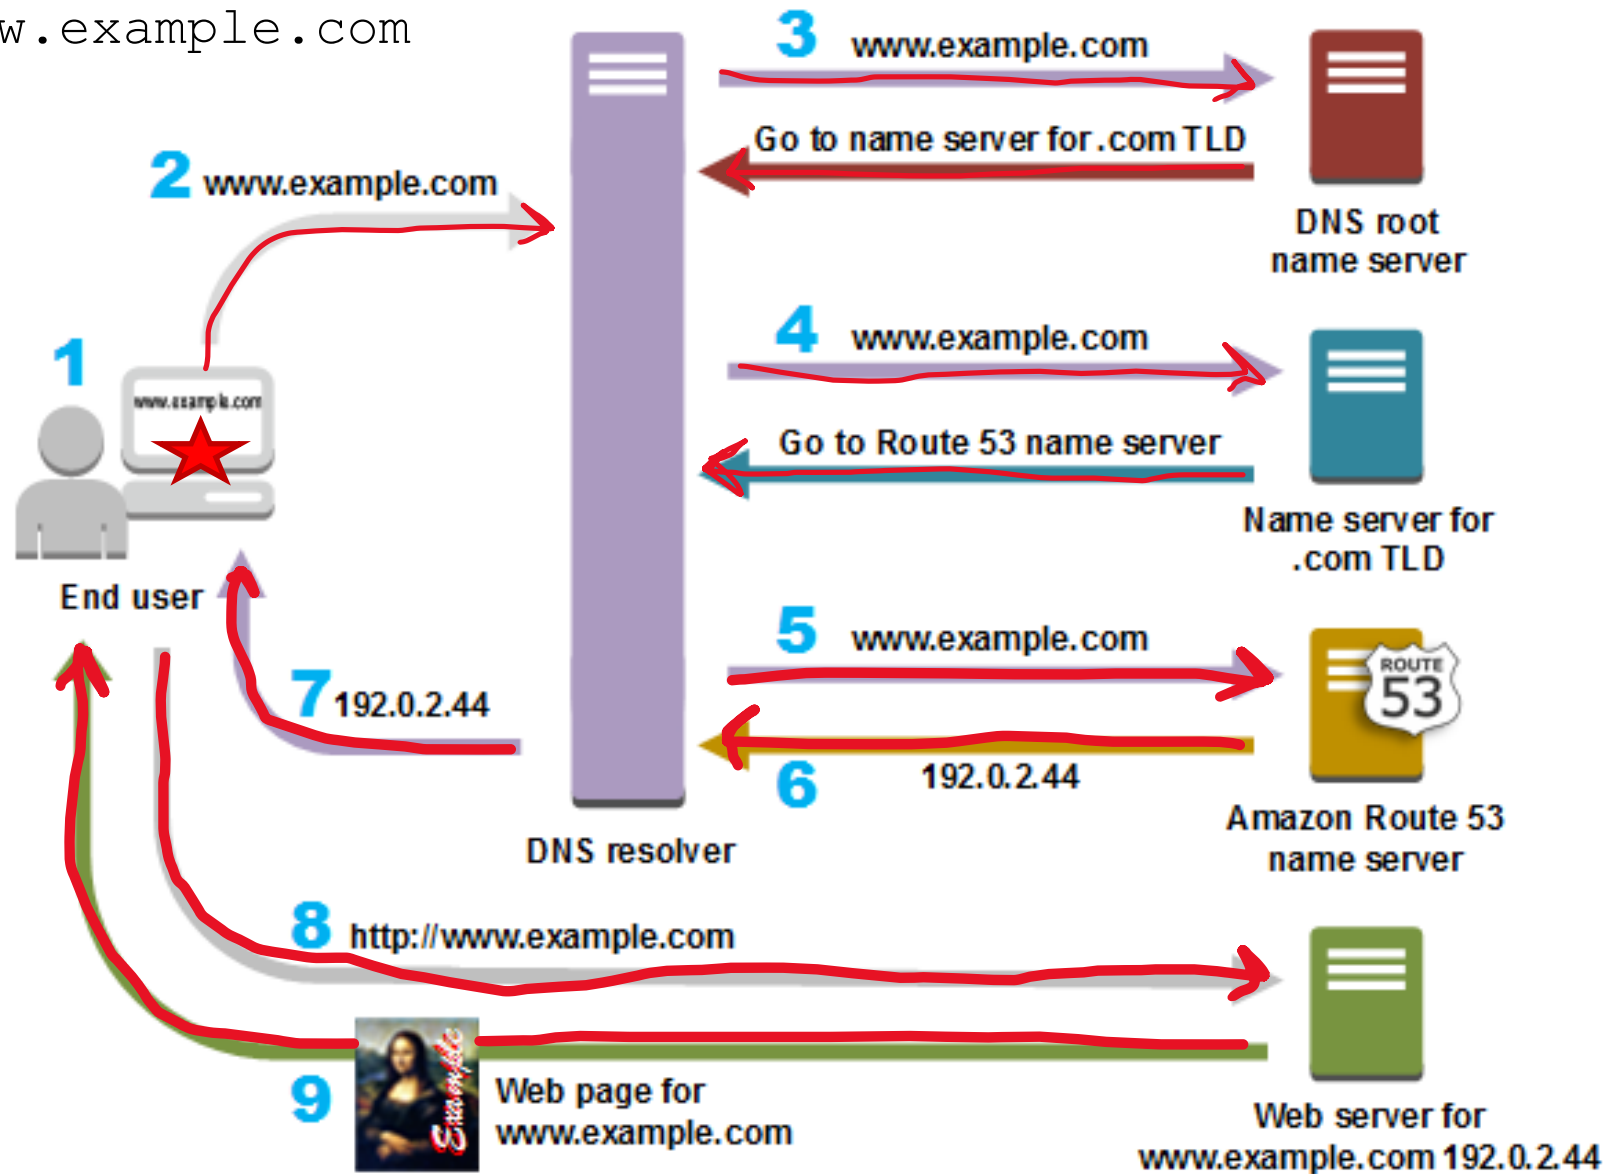 w.example.com
3 www.example.com
Go to name server for .com TLD
DNS root
name server
2 www.example.com
1
www.example.com
End user
4 www.example.com
Go to Route 53 name server
Name server for
.com TLD
5 www.example.com
ROUTE
53
6 192.0.2.44
Amazon Route 53
name server
7 192.0.2.44
DNS resolver
8 http://www.example.com
9
Example
Web page for
www.example.com
Web server for
www.example.com 192.0.2.44